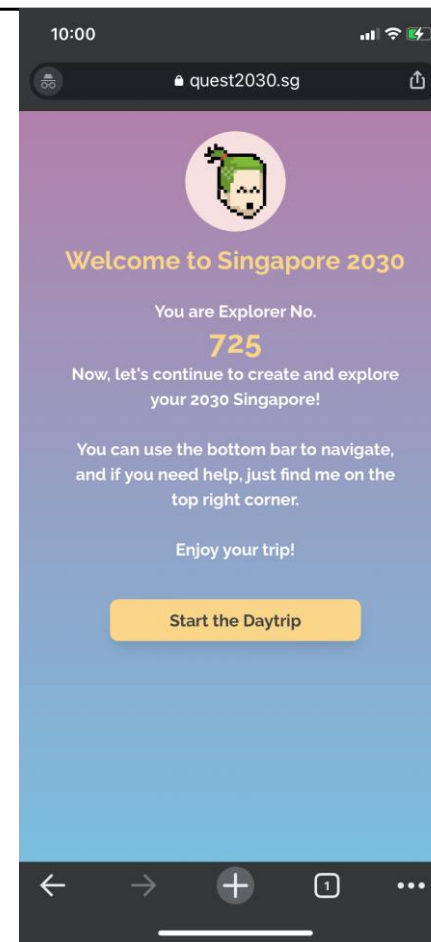 10:00
quest2030.sg
Welcome to Singapore 2030
You are Explorer No.
725
Now, let's continue to create and explore
your 2030 Singapore!
You can use the bottom bar to navigate,
and if you need help, just find me on the
top right corner.
Enjoy your trip!
Start the Daytrip
1